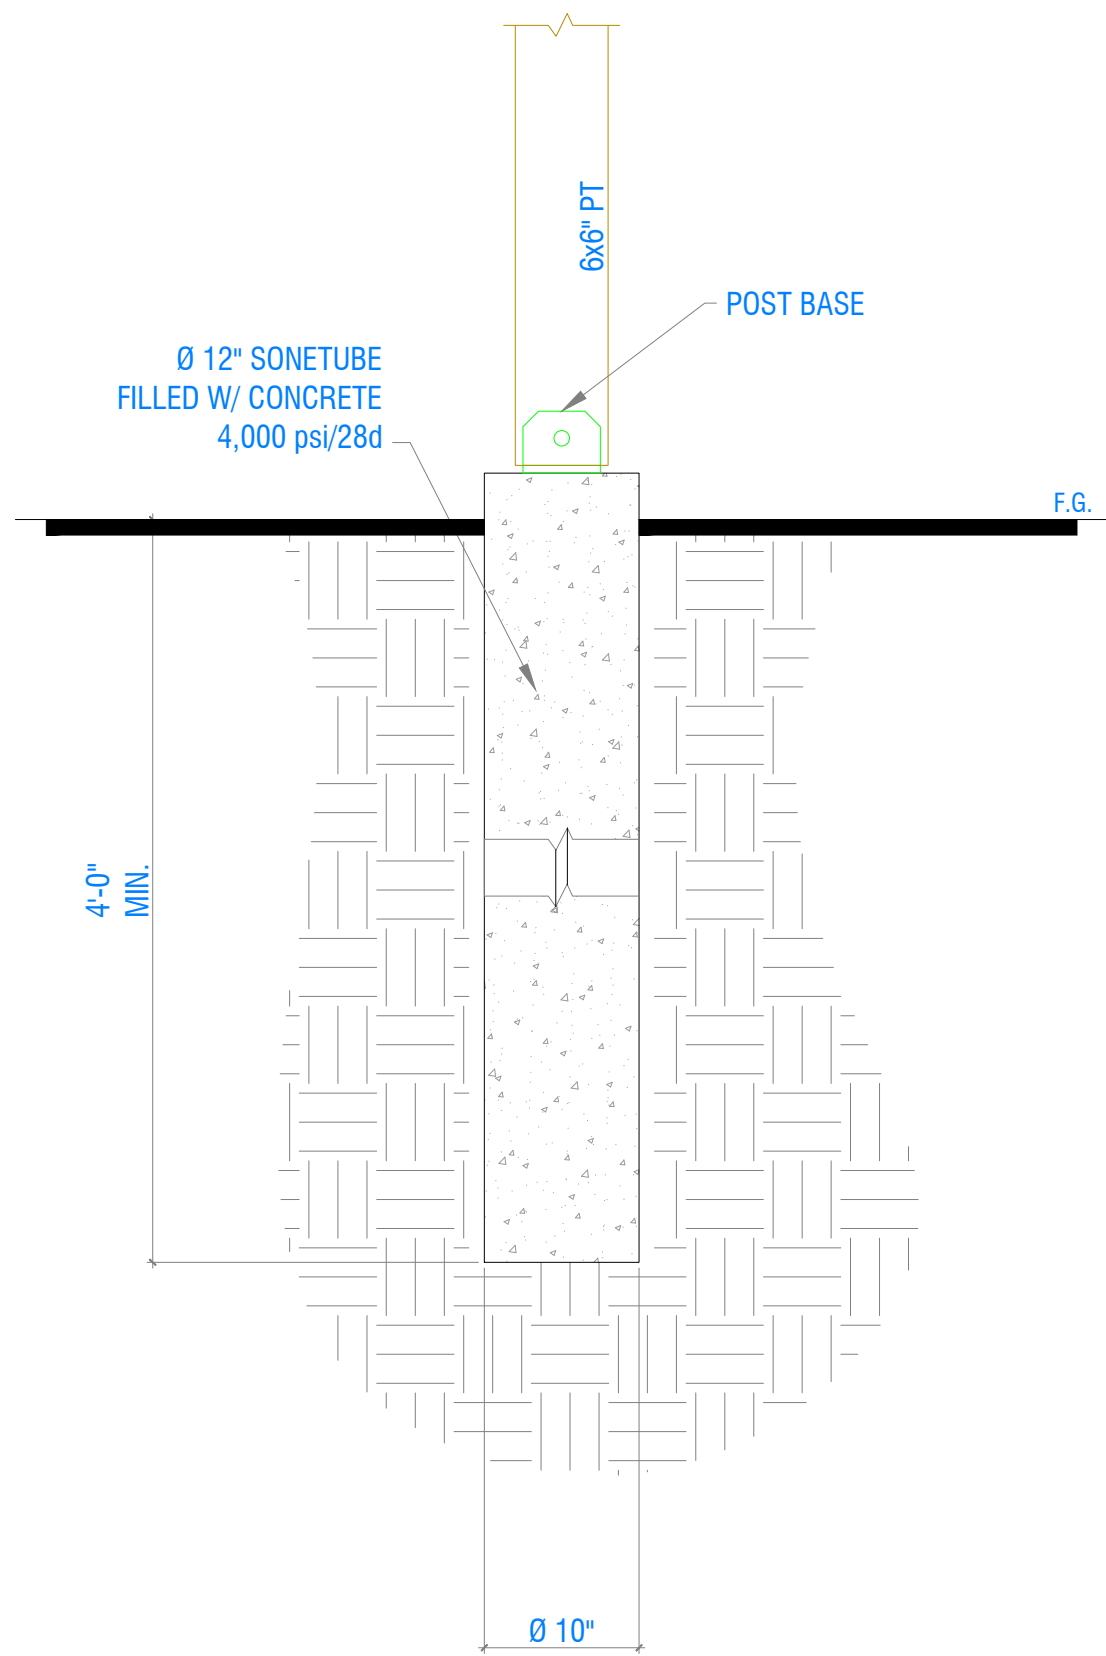 6x6" PT
POST BASE
Ø 12" SONETUBE
FILLED W/ CONCRETE
4,000 psi/28d
F.G.
4'-0"
MIN.
Ø 10"